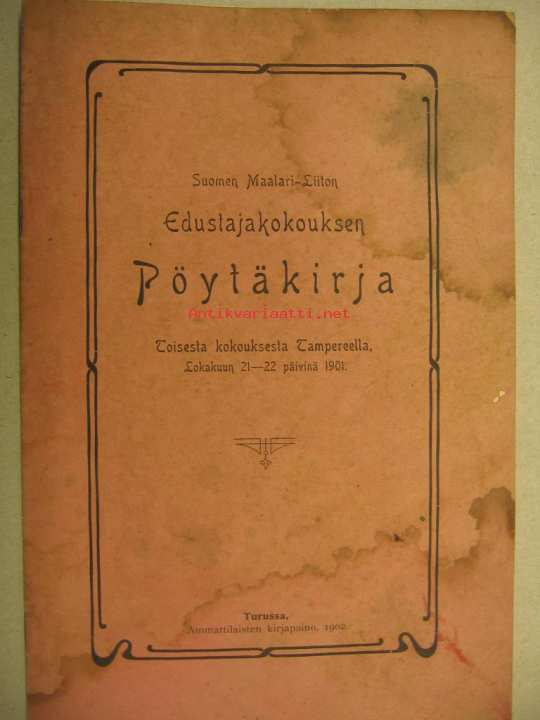 Suomen Maalari-Liiton
Edustajakokouksen
Pöytäkirja
Antikvariaatti.net
Toisesta kokouksesta Tampereella,
Lokakuun 21—22 päivinä 1901.
Turussa,
Ammattilaisten kirjapaino, 1902